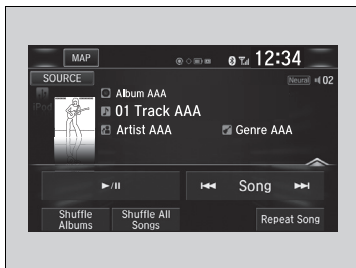 MAP
12:34
SOURCE
Neural 02
iPod
Album AAA
01 Track AAA
Artist AAA
Genre AAA
Song
Shuffle Albums
Shuffle All Songs
Repeat Song